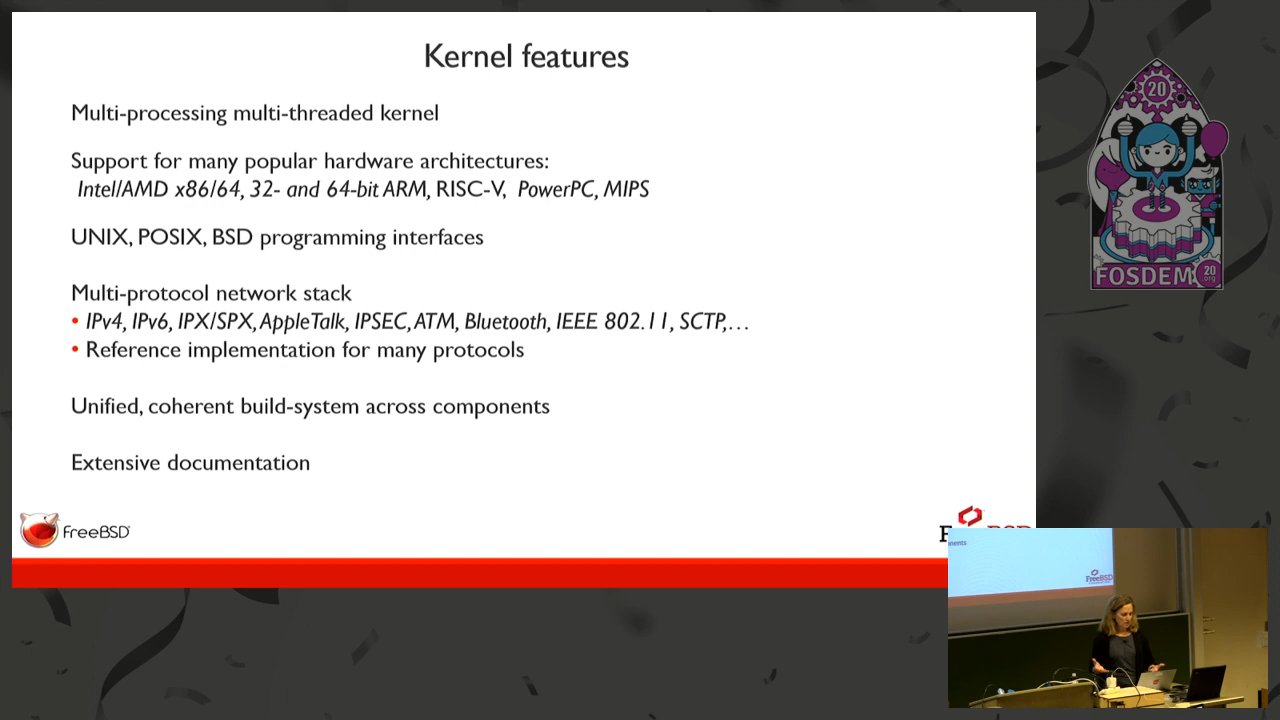 Kernel features
Multi-processing multi-threaded kernel
Support for many popular hardware architectures:
Intel/AMD x86/64, 32- and 64-bit ARM, RISC-V, PowerPC, MIPS
UNIX, POSIX, BSD programming interfaces
Multi-protocol network stack
• IPv4, IPv6, IPX/SPX, AppleTalk, IPSEC, ATM, Bluetooth, IEEE 802.11, SCTP,…
• Reference implementation for many protocols
Unified, coherent build-system across components
Extensive documentation
FreeBSD
20
FOSDEM
20
.org
FreeBSD